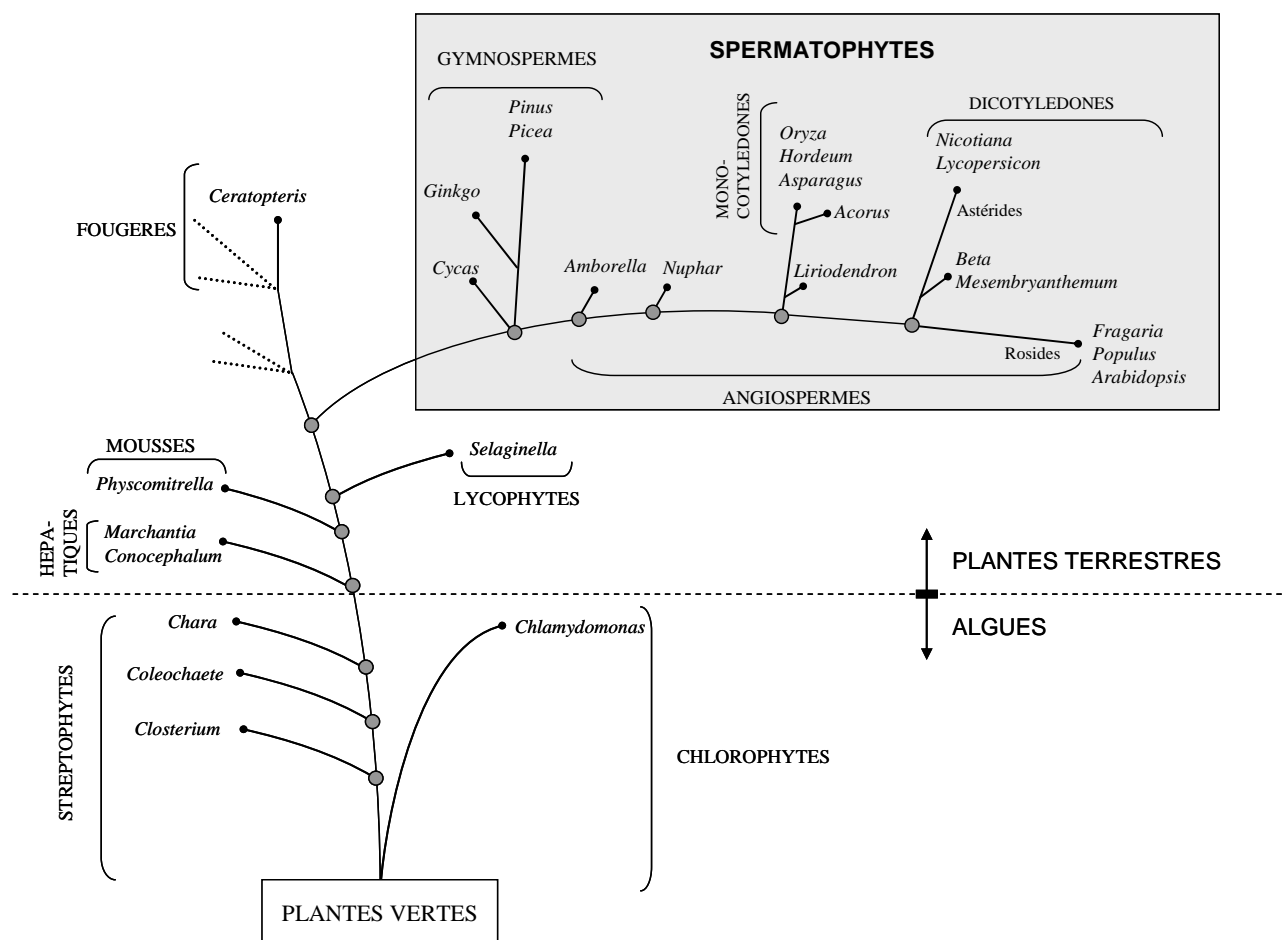 SPERMATOPHYTES
GYMNOSPERMES
Pinus
Picea
Ginkgo
Cycas
MONO-
COTYLEDONES
Oryza
Hordeum
Asparagus
Acorus
DICOTYLEDONES
Nicotiana
Lycopersicon
Astérides
Amborella
Nuphar
Liriodendron
Beta
Mesembryanthemum
Rosides
Fragaria
Populus
Arabidopsis
ANGIOSPERMES
FOUGERES
Ceratopteris
MOUSSES
Physcomitrella
Selaginella
LYCOPHYTES
HEPA-
TIQUES
Marchantia
Conocephalum
PLANTES TERRESTRES
ALGUES
STREPTOPHYTES
Chara
Coleochaete
Closterium
Chlamydomonas
CHLOROPHYTES
PLANTES VERTES